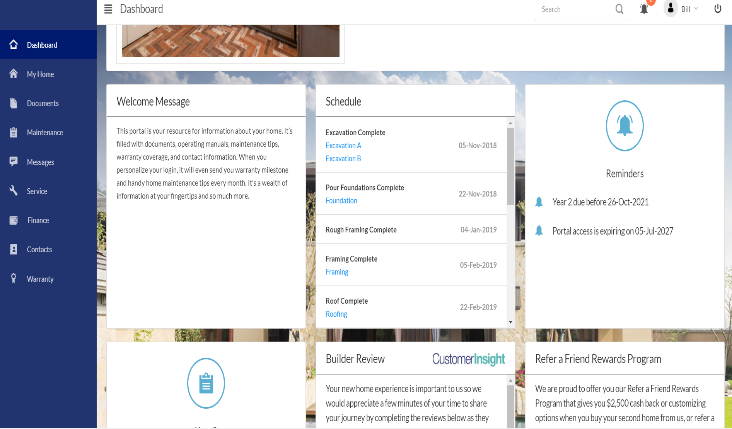 Dashboard
Search
Bill
Dashboard
My Home
Documents
Maintenance
Messages
Service
Finance
Contacts
Warranty
Welcome Message
This portal is your resource for information about your home. It's
filled with documents, operating manuals, maintenance tips,
warranty coverage, and contact information. When you
personalize your login, it will even send you warranty milestone
and handy home maintenance tips every month. It's a wealth of
information at your fingertips and so much more.
Schedule
Excavation Complete
Excavation A
05-Nov-2018
Excavation B
Pour Foundations Complete
22-Nov-2018
Foundation
Rough Framing Complete
04-Jan-2019
Framing Complete
05-Feb-2019
Framing
Roof Complete
22-Feb-2019
Roofing
Reminders
Year 2 due before 26-Oct-2021
Portal access is expiring on 05-Jul-2027
Builder Review
CustomerInsight
Your new home experience is important to us so we
would appreciate a few minutes of your time to share
your journey by completing the reviews below as they
Refer a Friend Rewards Program
We are proud to offer you our Refer a Friend Rewards
Program that gives you $2,500 cash back or customizing
options when you buy your second home from us, or refer a